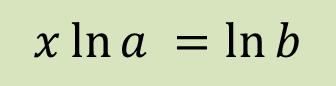 x ln a = ln b